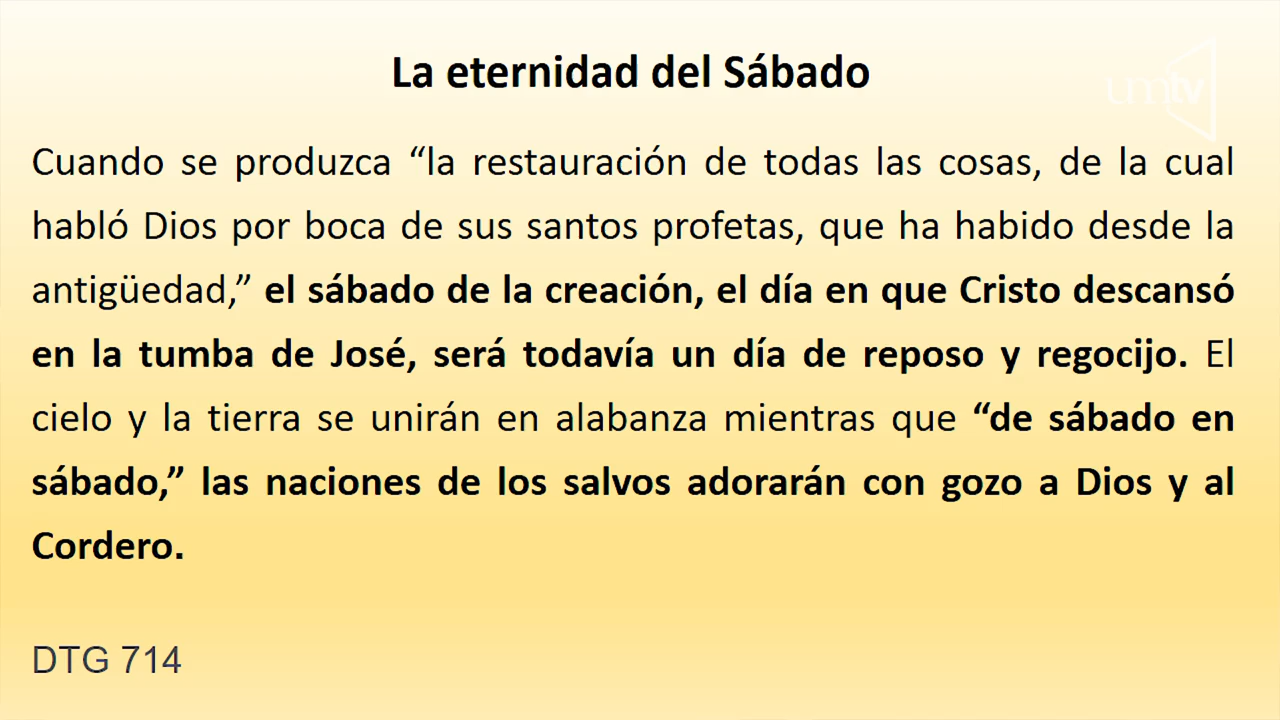 La eternidad del Sábado
umtv
Cuando se produzca “la restauración de todas las cosas, de la cual
habló Dios por boca de sus santos profetas, que ha habido desde la
antigüedad,” el sábado de la creación, el día en que Cristo descansó
en la tumba de José, será todavía un día de reposo y regocijo. El
cielo y la tierra se unirán en alabanza mientras que “de sábado en
sábado,” las naciones de los salvos adorarán con gozo a Dios y al
Cordero.
DTG 714